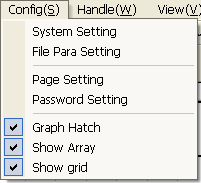 Config(S) Handle(W) View(V)
System Setting
File Para Setting
Page Setting
Password Setting
Graph Hatch
Show Array
Show grid